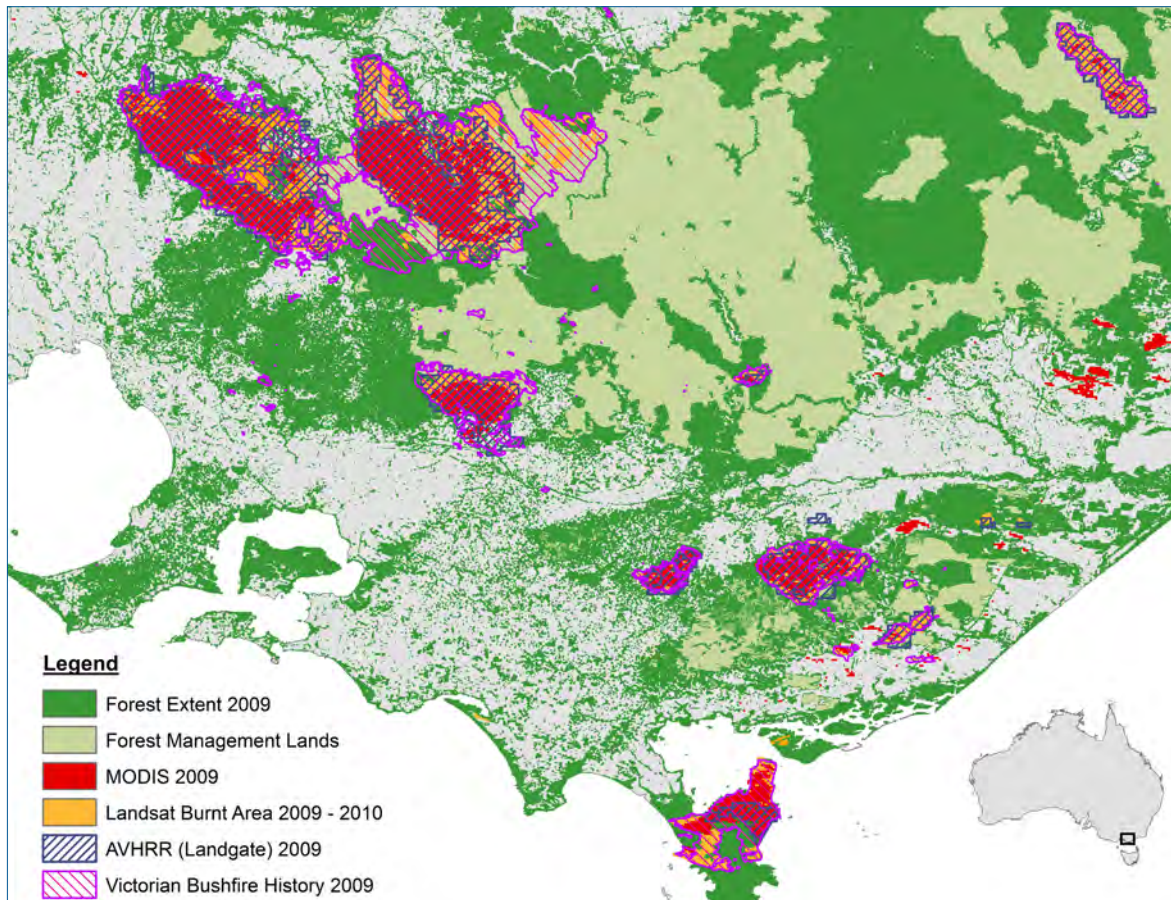 Legend
Forest Extent 2009
Forest Management Lands
MODIS 2009
Landsat Burnt Area 2009 - 2010
AVHRR (Landgate) 2009
Victorian Bushfire History 2009